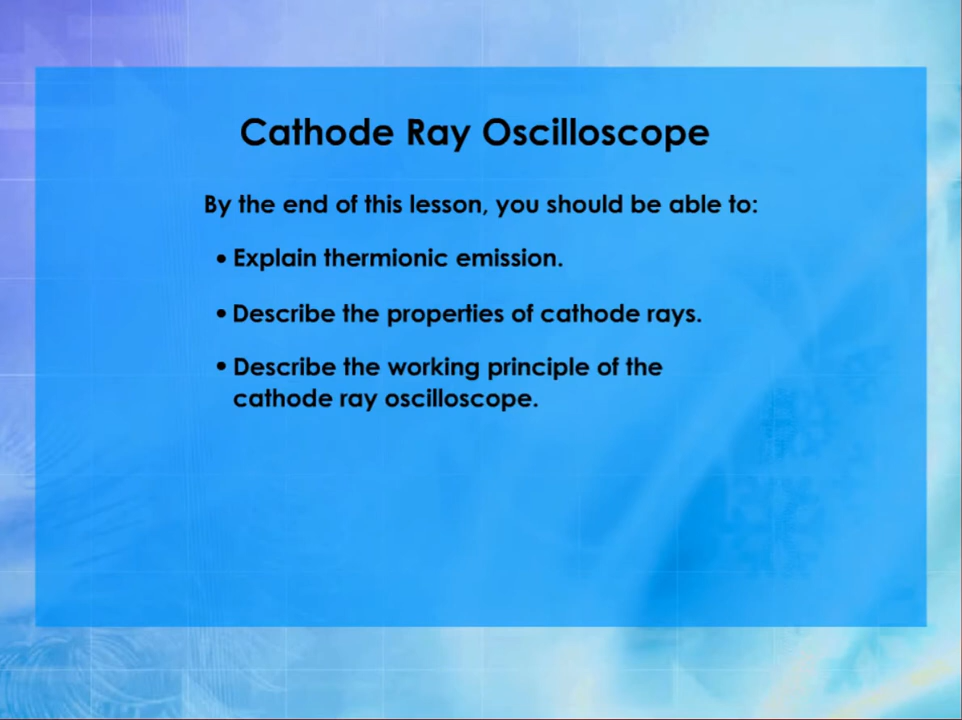 Cathode Ray Oscilloscope
By the end of this lesson, you should be able to:
• Explain thermionic emission.
• Describe the properties of cathode rays.
• Describe the working principle of the
cathode ray oscilloscope.